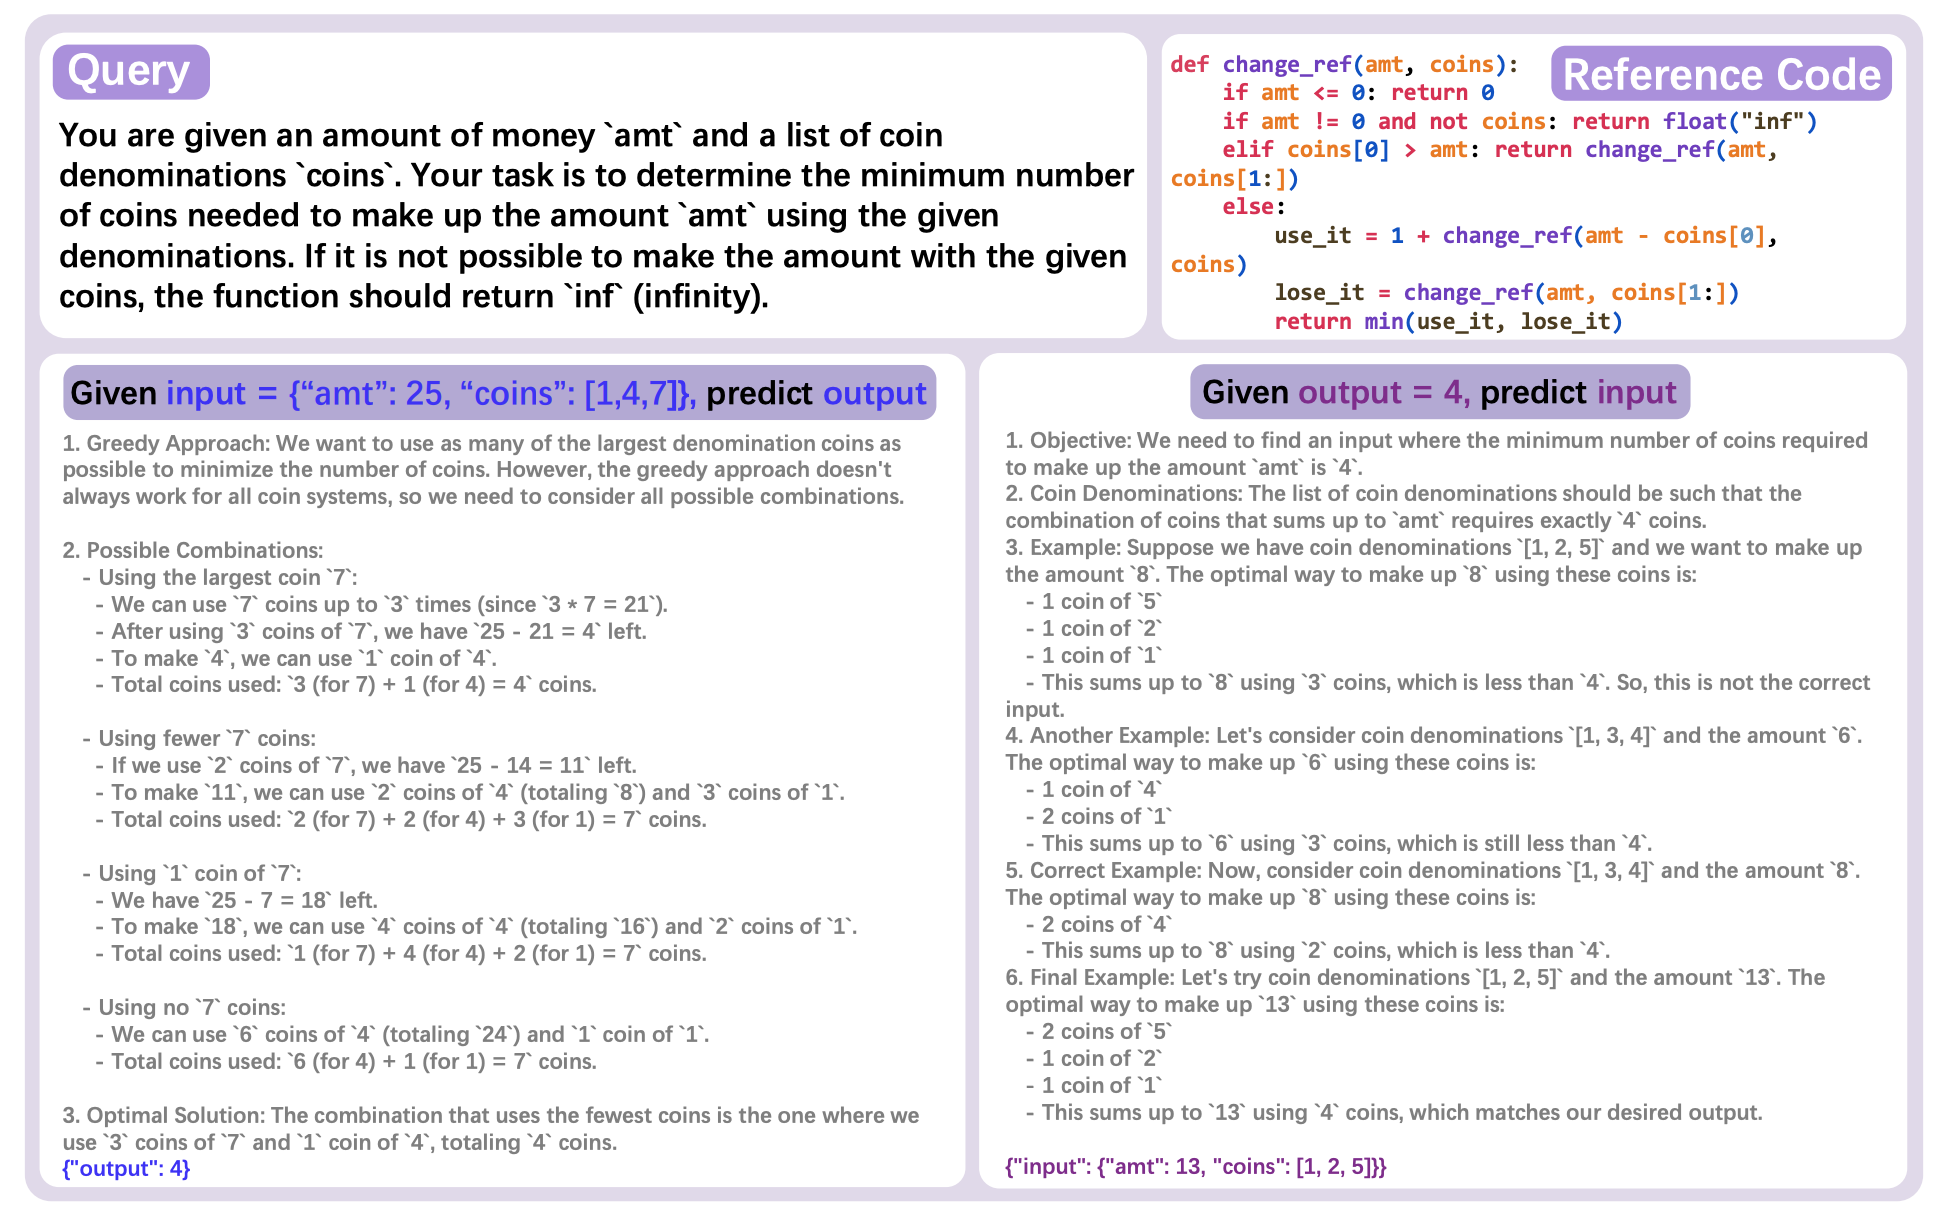 Query
You are given an amount of money `amt` and a list of coin
denominations `coins`. Your task is to determine the minimum number
of coins needed to make up the amount `amt` using the given
denominations. If it is not possible to make the amount with the given
coins, the function should return `inf` (infinity).
Reference Code
def change_ref(amt, coins):
    if amt <= 0: return 0
    if amt != 0 and not coins: return float("inf")
    elif coins[0] > amt: return change_ref(amt,
coins[1:])
    else:
        use_it = 1 + change_ref(amt - coins[0],
coins)
        lose_it = change_ref(amt, coins[1:])
        return min(use_it, lose_it)
Given input = {“amt”: 25, “coins”: [1,4,7]}, predict output
1. Greedy Approach: We want to use as many of the largest denomination coins as
possible to minimize the number of coins. However, the greedy approach doesn't
always work for all coin systems, so we need to consider all possible combinations.
2. Possible Combinations:
- Using the largest coin `7`:
- We can use `7` coins up to `3` times (since `3 * 7 = 21`).
- After using `3` coins of `7`, we have `25 - 21 = 4` left.
- To make `4`, we can use `1` coin of `4`.
- Total coins used: `3 (for 7) + 1 (for 4) = 4` coins.
- Using fewer `7` coins:
- If we use `2` coins of `7`, we have `25 - 14 = 11` left.
- To make `11`, we can use `2` coins of `4` (totaling `8`) and `3` coins of `1`.
- Total coins used: `2 (for 7) + 2 (for 4) + 3 (for 1) = 7` coins.
- Using `1` coin of `7`:
- We have `25 - 7 = 18` left.
- To make `18`, we can use `4` coins of `4` (totaling `16`) and `2` coins of `1`.
- Total coins used: `1 (for 7) + 4 (for 4) + 2 (for 1) = 7` coins.
- Using no `7` coins:
- We can use `6` coins of `4` (totaling `24`) and `1` coin of `1`.
- Total coins used: `6 (for 4) + 1 (for 1) = 7` coins.
3. Optimal Solution: The combination that uses the fewest coins is the one where we
use `3` coins of `7` and `1` coin of `4`, totaling `4` coins.
{"output": 4}
Given output = 4, predict input
1. Objective: We need to find an input where the minimum number of coins required
to make up the amount `amt` is `4`.
2. Coin Denominations: The list of coin denominations should be such that the
combination of coins that sums up to `amt` requires exactly `4` coins.
3. Example: Suppose we have coin denominations `[1, 2, 5]` and we want to make up
the amount `8`. The optimal way to make up `8` using these coins is:
- 1 coin of `5`
- 1 coin of `2`
- 1 coin of `1`
- This sums up to `8` using `3` coins, which is less than `4`. So, this is not the correct
input.
4. Another Example: Let's consider coin denominations `[1, 3, 4]` and the amount `6`.
The optimal way to make up `6` using these coins is:
- 1 coin of `4`
- 2 coins of `1`
- This sums up to `6` using `3` coins, which is still less than `4`.
5. Correct Example: Now, consider coin denominations `[1, 3, 4]` and the amount `8`.
The optimal way to make up `8` using these coins is:
- 2 coins of `4`
- This sums up to `8` using `2` coins, which is less than `4`.
6. Final Example: Let's try coin denominations `[1, 2, 5]` and the amount `13`. The
optimal way to make up `13` using these coins is:
- 2 coins of `5`
- 1 coin of `2`
- 1 coin of `1`
- This sums up to `13` using `4` coins, which matches our desired output.
{"input": {"amt": 13, "coins": [1, 2, 5]}}